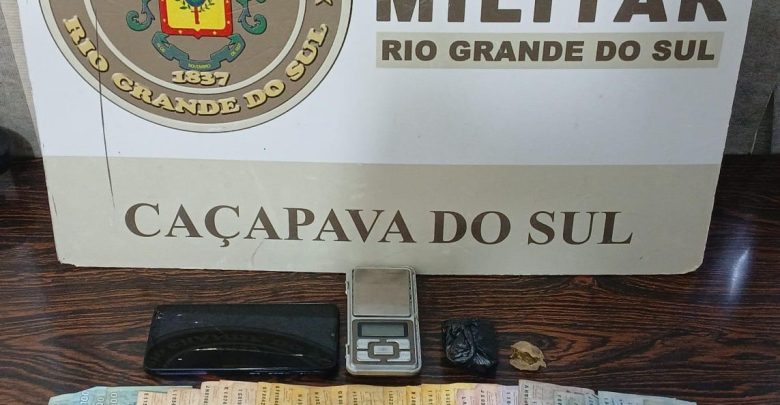 MILITAR
RIO GRANDE DO SUL
1837
RIO GRANDE DO SUL
CAÇAPAVA DO SUL